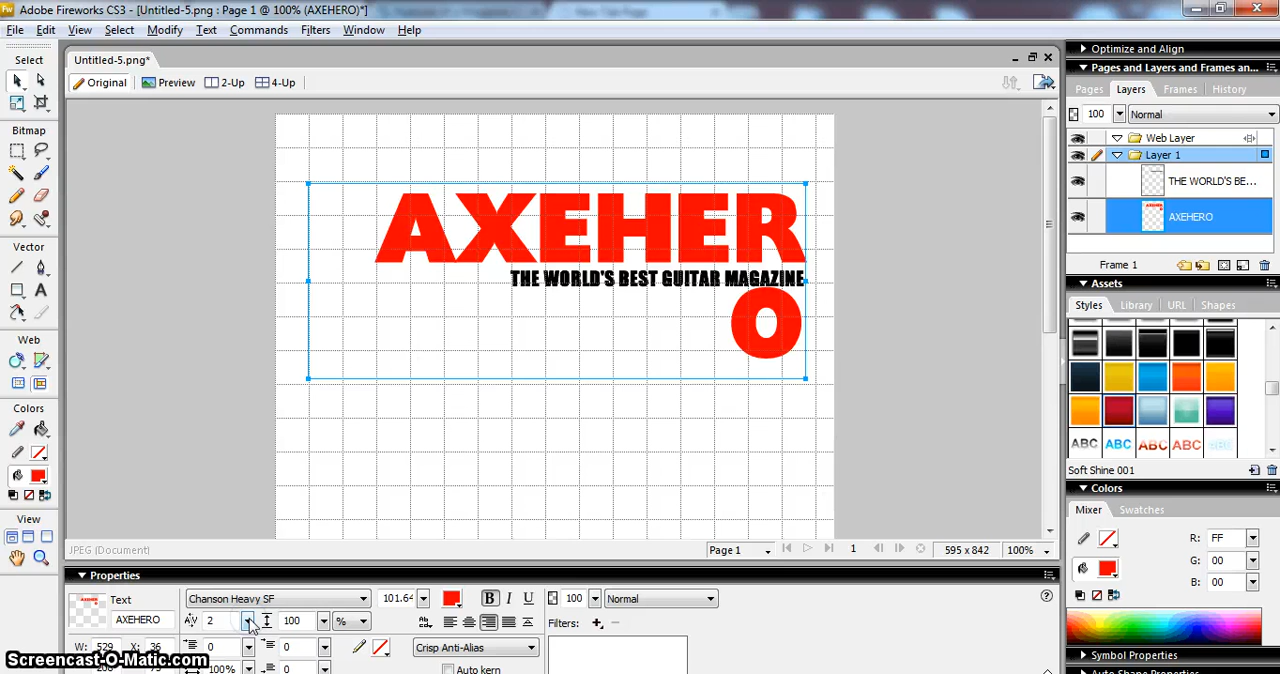 Adobe Fireworks CS3 - [Untitled-5.png : Page 1 @ 100% (AXEHERO)*]
File Edit View Select Modify Text Commands Filters Window Help
Select
Untitled-5.png*
Original Preview 2-Up 4-Up
Bitmap
Vector
Web
Colors
View
AXEHER
THE WORLD'S BEST GUITAR MAGAZINE
O
JPEG (Document)
Page 1 1 595 x 842 100%
Optimize and Align
Pages and Layers and Frames an...
Pages Layers Frames History
100 Normal
Web Layer
Layer 1
THE WORLD'S BE...
AXEHERO
Frame 1
Assets
Styles Library URL Shapes
ABC ABC ABC ABC ABC
Soft Shine 001
Colors
Mixer Swatches
R: FF
G: 00
B: 00
Symbol Properties
Auto Shape Properties
Properties
Text
AXEHERO
Chanson Heavy SF 101.64 B I U 100 Normal
2 100 %
Filters:
W: 529 X: 36 0 0 Crisp Anti-Alias
100% 0 Auto kern
Screencast-O-Matic.com